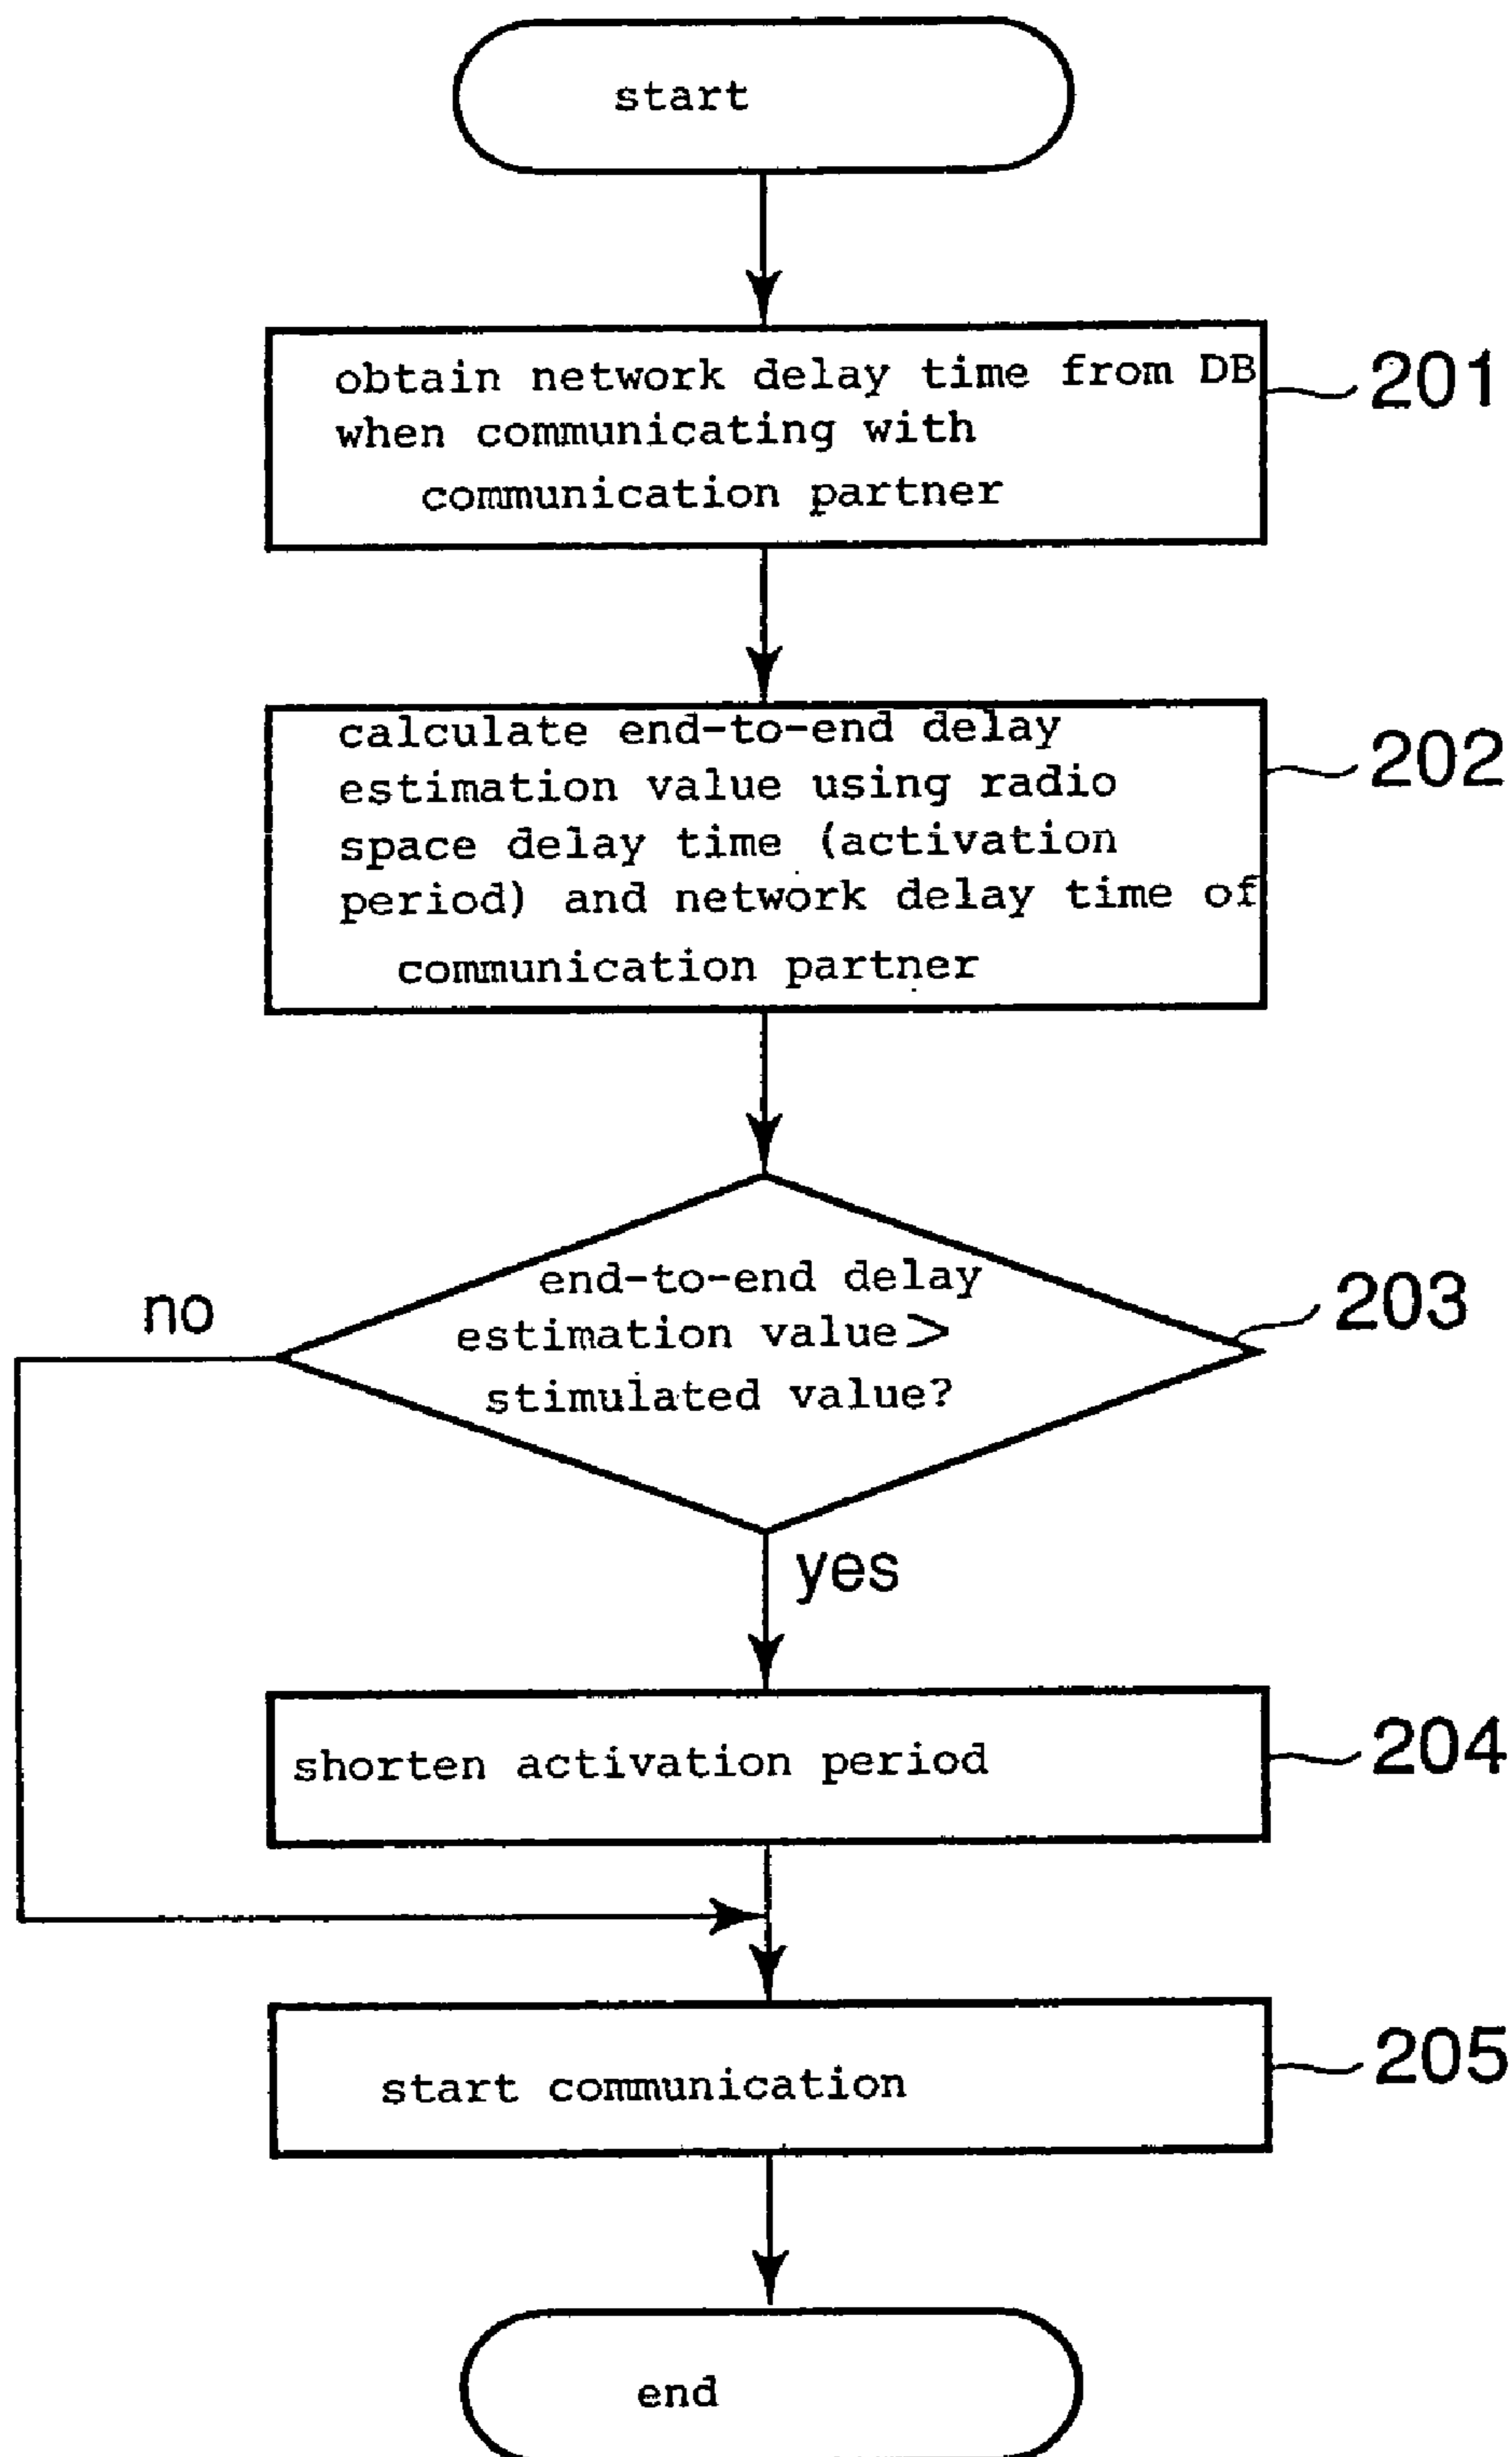 start
obtain network delay time from DB
when communicating with
communication partner
201
calculate end-to-end delay
estimation value using radio
space delay time (activation
period) and network delay time of
communication partner
202
end-to-end delay
estimation value>
stimulated value?
203
no
yes
shorten activation period
204
start communication
205
end